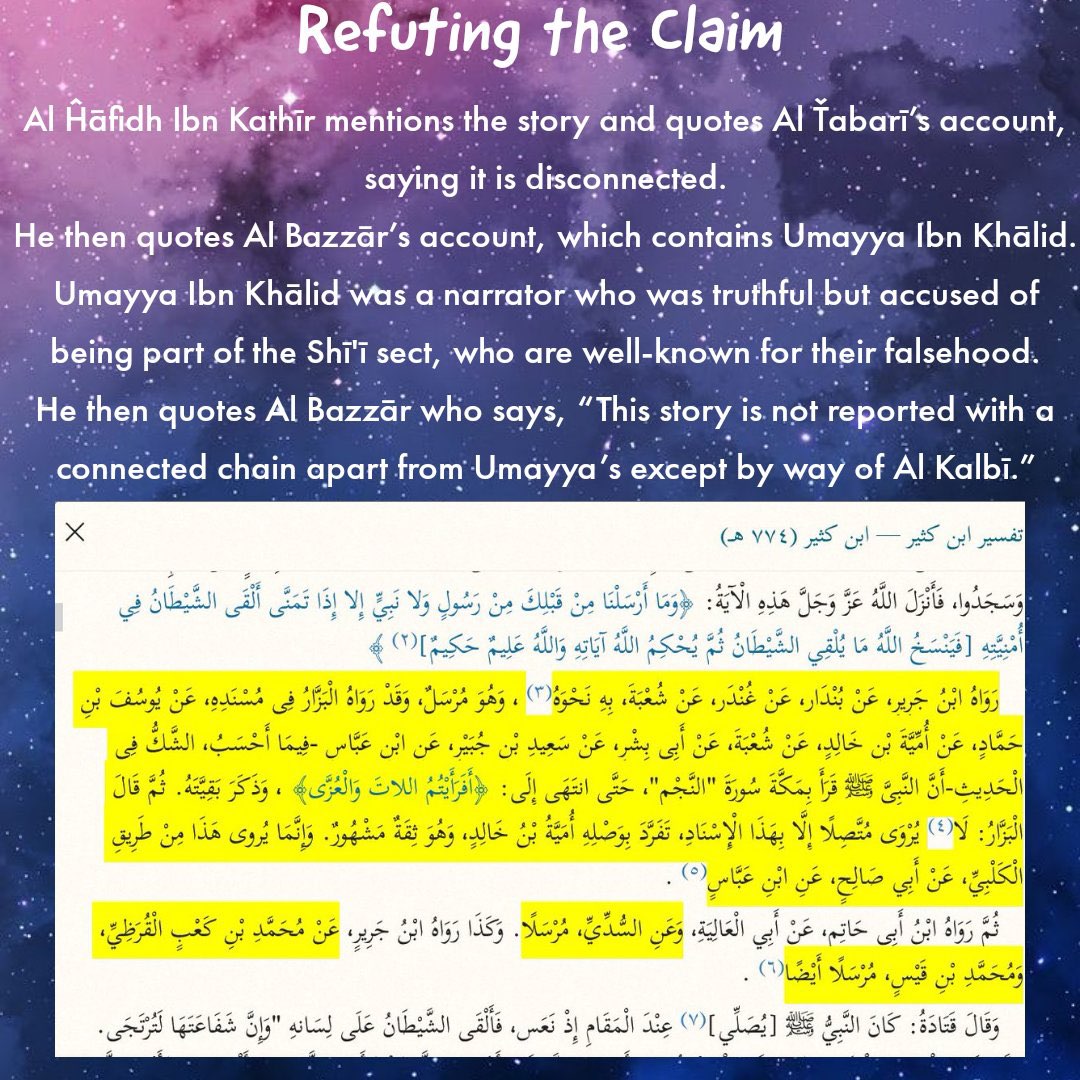 Refuting the Claim
Al Ĥāfidh Ibn Kathīr mentions the story and quotes Al Ťabarī’s account,
saying it is disconnected.
He then quotes Al Bazzār’s account, which contains Umayya Ibn Khālid.
Umayya Ibn Khālid was a narrator who was truthful but accused of
being part of the Shī'ī sect, who are well-known for their falsehood.
He then quotes Al Bazzār who says, “This story is not reported with a
connected chain apart from Umayya’s except by way of Al Kalbī.”
تفسير ابن كثير — ابن كثير (٧٧٤ هـ)
وَسَجَدُوا، فَأَنْزَلَ اللَّهُ عَزَّ وَجَلَّ هَذِهِ الْآيَةُ: ﴿وَمَا أَرْسَلْنَا مِنْ قَبْلِكَ مِنْ رَسُولٍ وَلا نَبِيٍّ إِلا إِذَا تَمَنَّى أَلْقَى الشَّيْطَانُ فِي
أُمْنِيَّتِهِ [فَيَنْسَخُ اللَّهُ مَا يُلْقِي الشَّيْطَانُ ثُمَّ يُحْكِمُ اللَّهُ آيَاتِهِ وَاللَّهُ عَلِيمٌ حَكِيمٌ](٢) ﴾
رَوَاهُ ابْنُ جَرِيرٍ، عَنْ بُنْدَار، عَنْ غُنْدَر، عَنْ شُعْبَةَ، بِهِ نَحْوَهُ(٣) ، وَهُوَ مُرْسَلٌ، وَقَدْ رَوَاهُ الْبَزَّارُ فِي مُسْنَدِهِ، عَنْ يُوسُفَ بْنِ
حَمَّادٍ، عَنْ أُمِّيَّةَ بْن خَالِدٍ، عَنْ شُعْبَةَ، عَنْ أَبِي بِشْرٍ، عَنْ سَعِيدِ بْنِ جُبَيْرٍ، عَن ابْنِ عَبَّاسٍ -فِيمَا أَحْسَبُ، الشَّكُّ فِي
الْحَدِيثِ-أَنَّ النَّبِيَّ ﷺ قَرَأَ بِمَكَّةَ سُورَةَ "النَّجْم"، حَتَّى انتَهَى إِلَى: ﴿أَفَرَأَيْتُمُ اللاتَ وَالْعُزَّى﴾ ، وَذَكَرَ بَقِيَّتَهُ. ثُمَّ قَالَ
الْبَزَّارُ: لَا(٤) يُرْوَى مُتَّصِلًا إِلَّا بِهَذَا الْإِسْنَادِ، تَفَرَّدَ بِوَصْلِهِ أُمَيَّةُ بْنُ خَالِدٍ، وَهُوَ ثِقَةٌ مَشْهُورٌ. وَإِنَّمَا يُروى هَذَا مِنْ طَرِيقِ
الْكَلْبِيِّ، عَنْ أَبِي صَالِحٍ، عَنِ ابْنِ عَبَّاسٍ(٥) .
ثُمَّ رَوَاهُ ابْنُ أَبِي حَاتِمٍ، عَنْ أَبِي الْعَالِيَةِ، وَعَنِ السُّدِّيِّ، مُرْسَلًا. وَكَذَا رَوَاهُ ابْنُ جَرِيرٍ، عَنْ مُحَمَّدِ بْنِ كَعْبٍ الْقُرَظِيِّ،
وَمُحَمَّدِ بْنِ قَيْسٍ، مُرْسَلًا أَيْضًا(٦) .
وَقَالَ قَتَادَةُ: كَانَ النَّبِيُّ ﷺ [يُصَلِّي](٧) عِنْدَ الْمَقَامِ إِذْ نَعَس، فَأَلْقَى الشَّيْطَانُ عَلَى لِسَانِهِ "وَإِنَّ شَفَاعَتَهَا لَتُرْتَجَى.